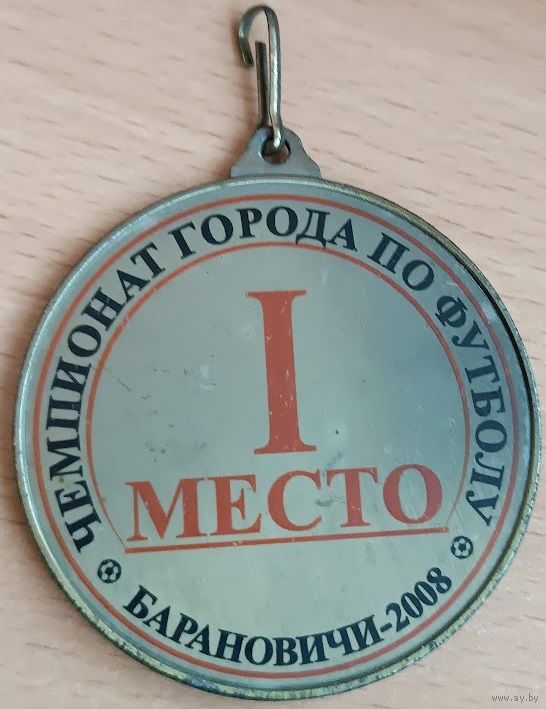 ЧЕМПИОНАТ ГОРОДА ПО ФУТБОЛУ
I
МЕСТО
БАРАНОВИЧИ-2008
www.ay.by